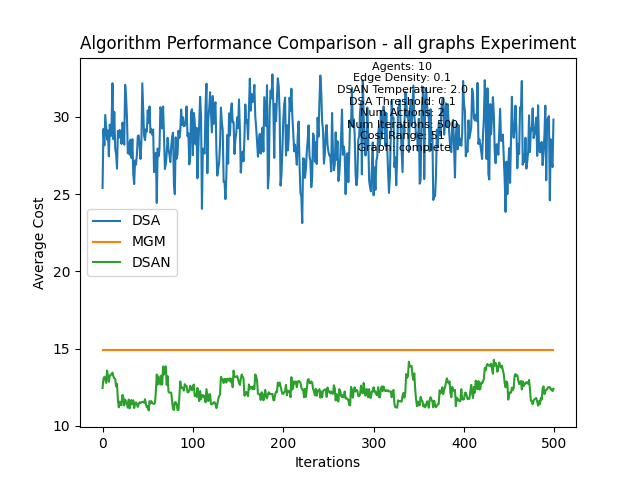 Algorithm Performance Comparison - all graphs Experiment
Agents: 10
Edge Density: 0.1
DSAN Temperature: 2.0
DSA Threshold: 0.1
Num Actions: 2
Num Iterations: 500
Cost Range: 51
Graph: complete
30
25
20
15
10
Average Cost
DSA
MGM
DSAN
0
100
200
300
400
500
Iterations